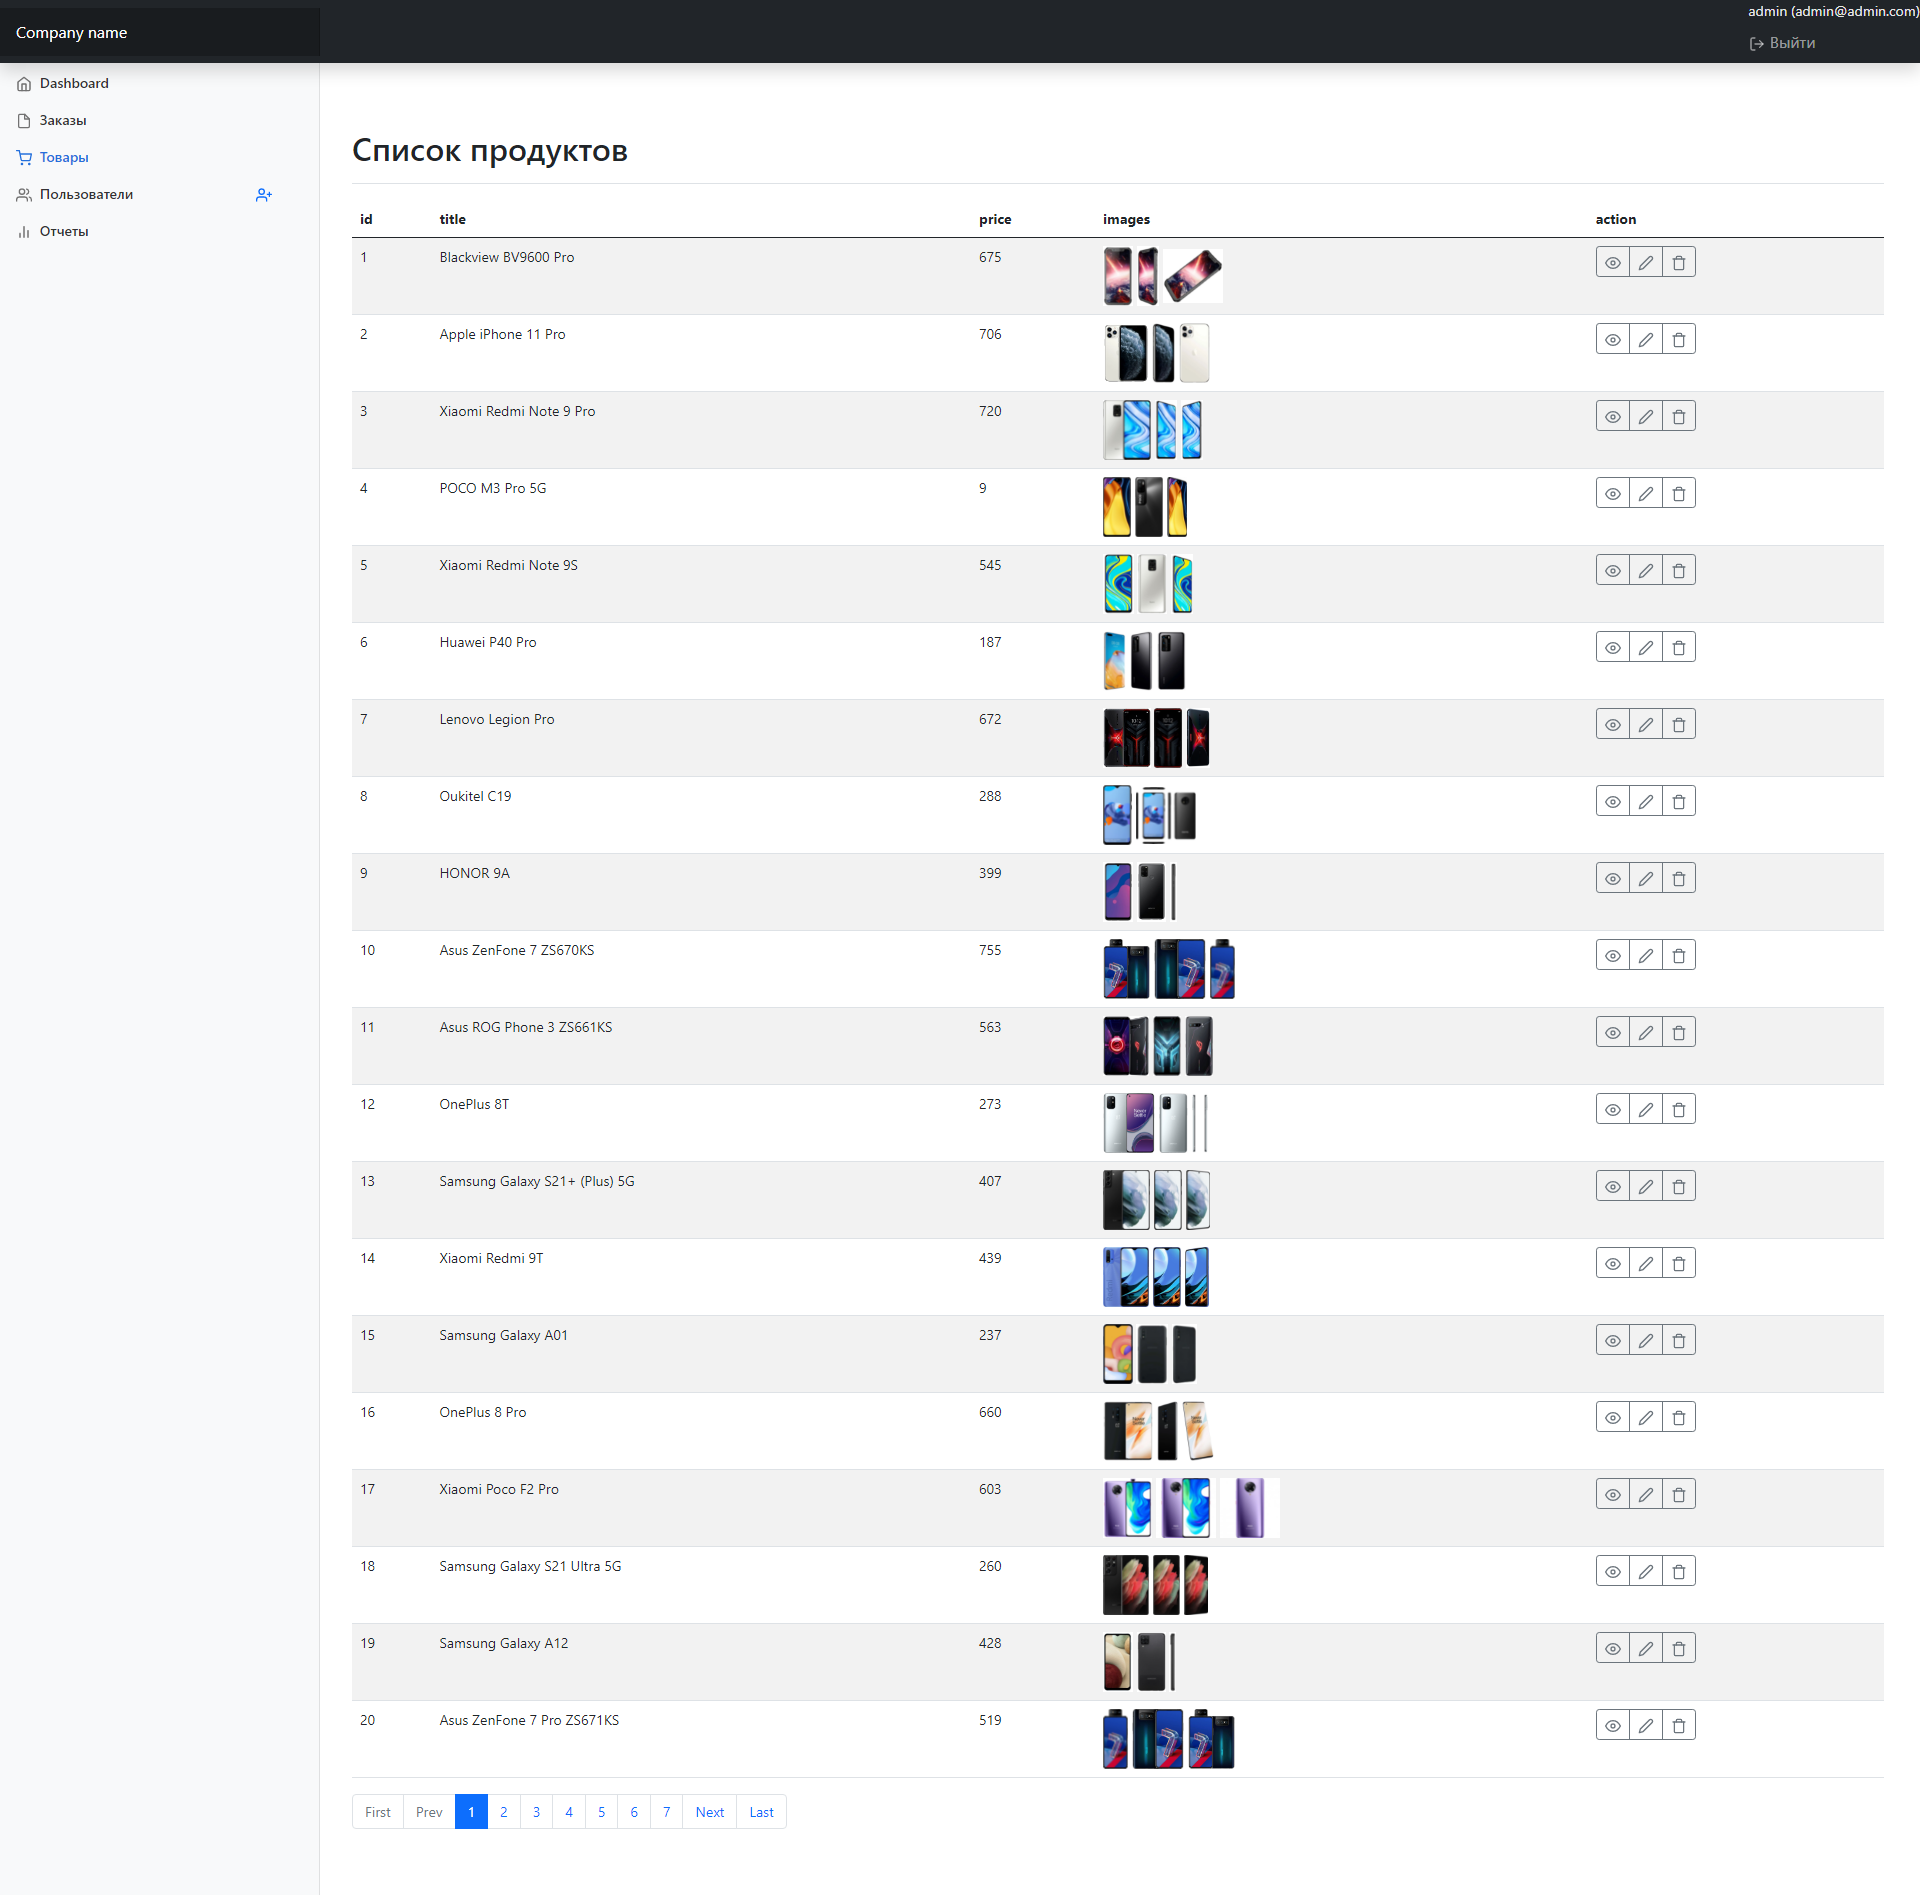 admin (admin@admin.com)
Company name
Выйти
Dashboard
Заказы
Товары
Пользователи
Отчеты
Список продуктов
id title price images action
1 Blackview BV9600 Pro 675
2 Apple iPhone 11 Pro 706
3 Xiaomi Redmi Note 9 Pro 720
4 POCO M3 Pro 5G 9
5 Xiaomi Redmi Note 9S 545
6 Huawei P40 Pro 187
7 Lenovo Legion Pro 672
8 Oukitel C19 288
9 HONOR 9A 399
10 Asus ZenFone 7 ZS670KS 755
11 Asus ROG Phone 3 ZS661KS 563
12 OnePlus 8T 273
13 Samsung Galaxy S21+ (Plus) 5G 407
14 Xiaomi Redmi 9T 439
15 Samsung Galaxy A01 237
16 OnePlus 8 Pro 660
17 Xiaomi Poco F2 Pro 603
18 Samsung Galaxy S21 Ultra 5G 260
19 Samsung Galaxy A12 428
20 Asus ZenFone 7 Pro ZS671KS 519
First Prev 1 2 3 4 5 6 7 Next Last